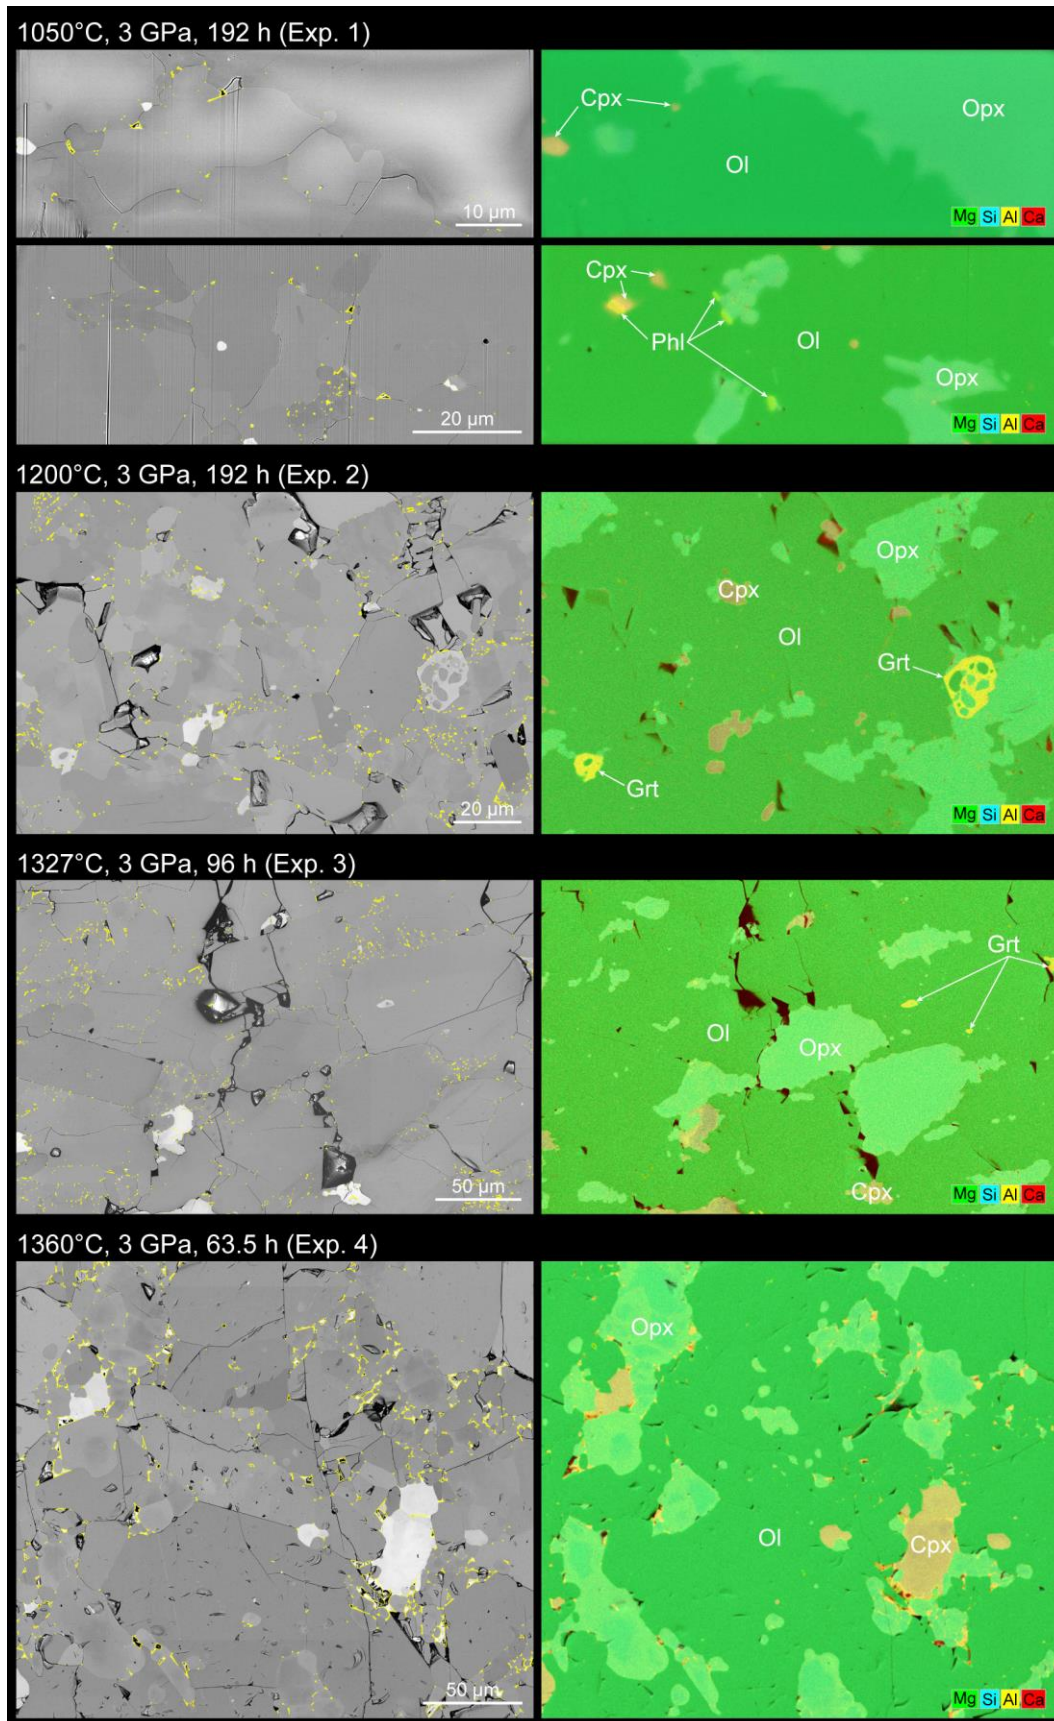 1050°C, 3 GPa, 192 h (Exp. 1)
10 µm
Cpx
Opx
Ol
Mg Si Al Ca
20 µm
Cpx
Phl
Ol
Opx
Mg Si Al Ca
1200°C, 3 GPa, 192 h (Exp. 2)
20 µm
Opx
Cpx
Ol
Grt
Grt
Mg Si Al Ca
1327°C, 3 GPa, 96 h (Exp. 3)
50 µm
Grt
Ol
Opx
Cpx
Mg Si Al Ca
1360°C, 3 GPa, 63.5 h (Exp. 4)
50 µm
Opx
Ol
Cpx
Mg Si Al Ca